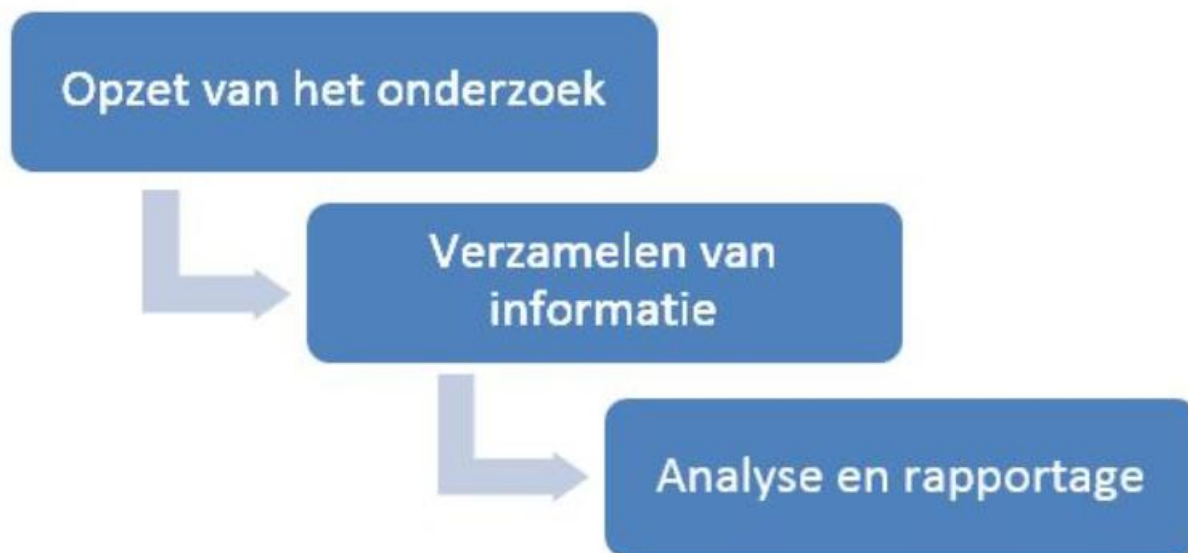 Opzet van het onderzoek
Verzamelen van
informatie
Analyse en rapportage